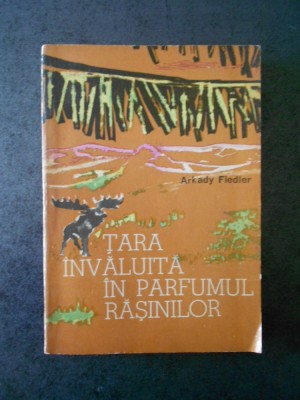 Arkady Fiedler
ȚARA
ÎNVĂLUITĂ
ÎN PARFUMUL
RĂȘINILOR